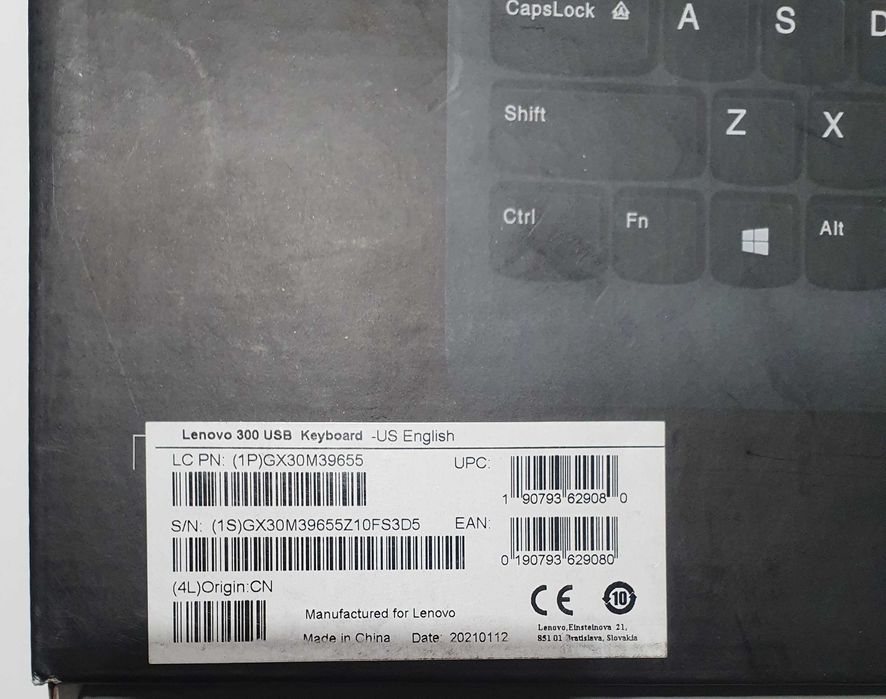 CapsLock A S D
Shift Z X
Ctrl Fn Alt
Lenovo 300 USB Keyboard -US English
LC PN: (1P)GX30M39655
UPC:
1 90793 62908 0
S/N: (1S)GX30M39655Z10FS3D5
EAN:
0 190793 629080
(4L)Origin:CN
CE 10
Manufactured for Lenovo
Made in China Date: 20210112
Lenovo,Einsteinova 21,
851 01 Bratislava, Slovakia